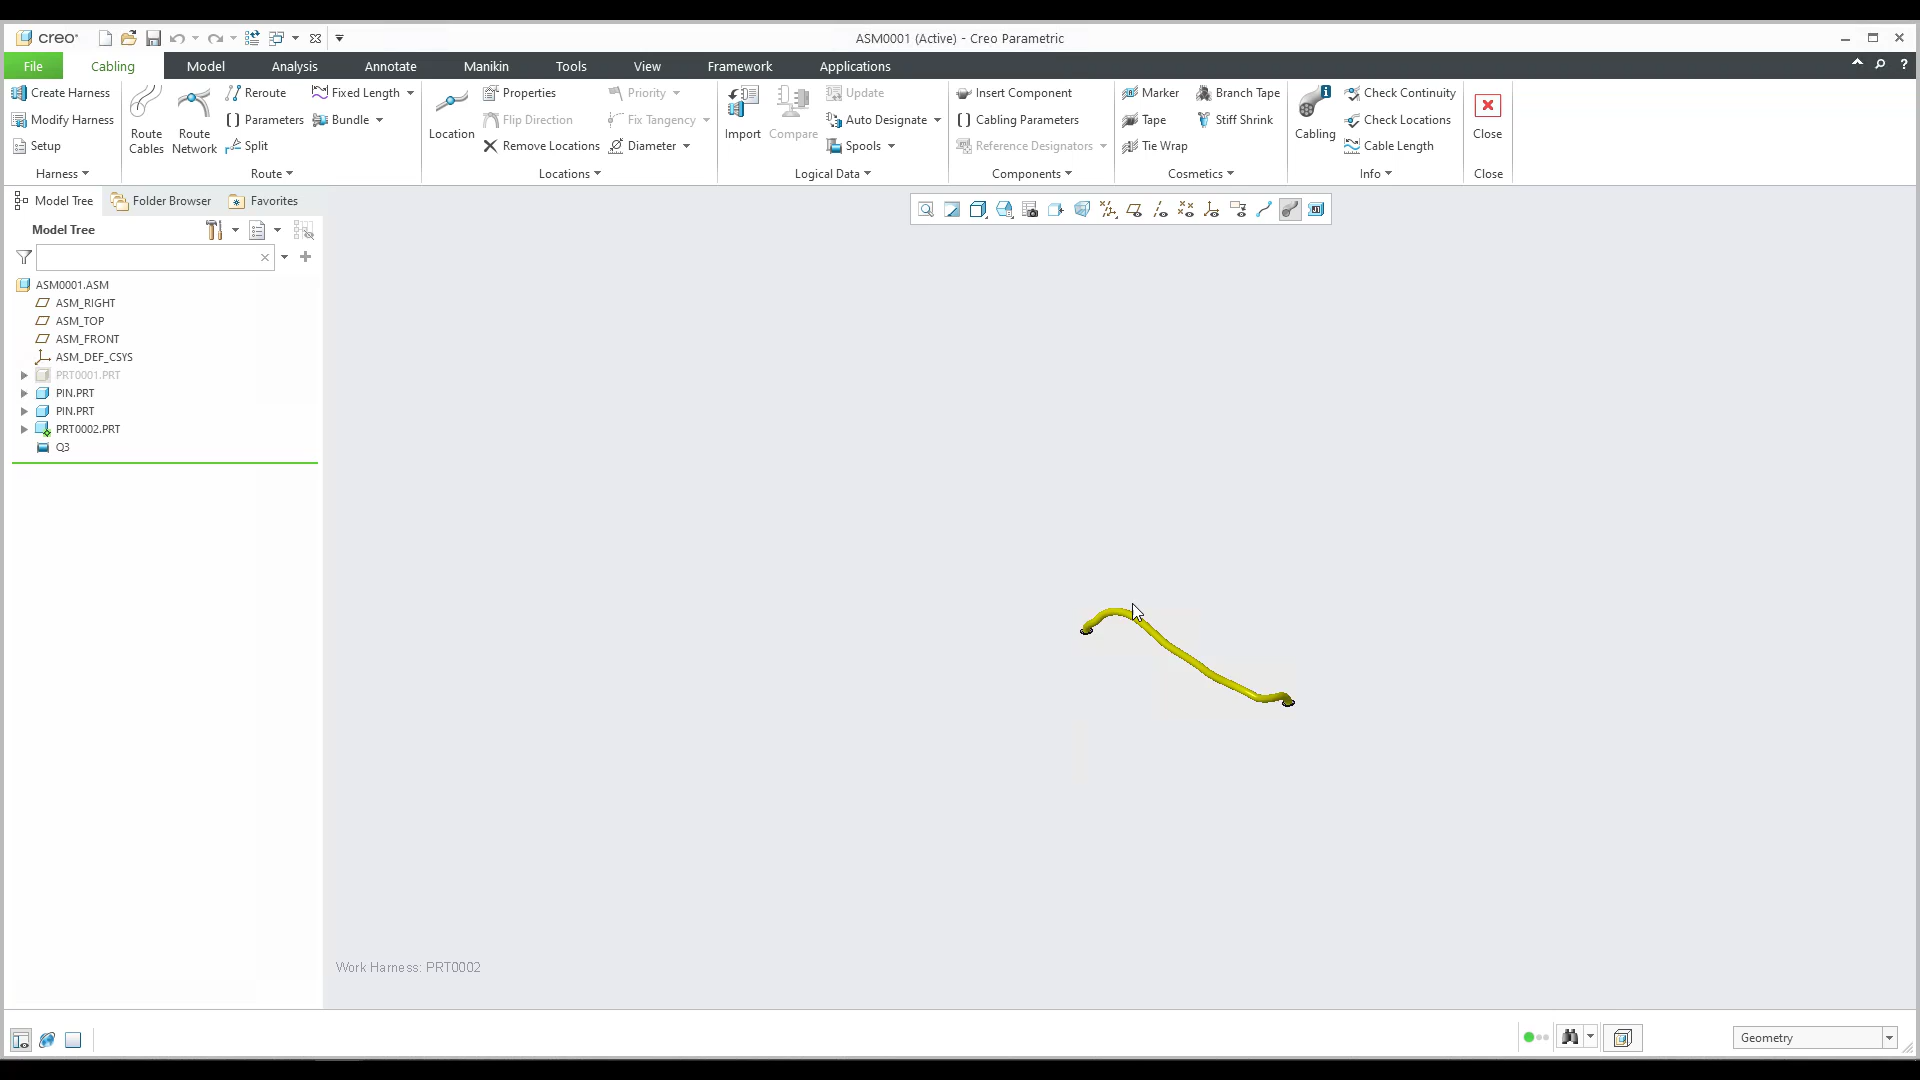 creo
ASM0001 (Active) - Creo Parametric
File
Cabling
Model
Analysis
Annotate
Manikin
Tools
View
Framework
Applications
Create Harness
Modify Harness
Setup
Harness
Route Cables
Route Network
Reroute
Parameters
Split
Fixed Length
Bundle
Route
Location
Properties
Flip Direction
Remove Locations
Priority
Fix Tangency
Diameter
Locations
Import
Compare
Update
Auto Designate
Spools
Logical Data
Insert Component
Cabling Parameters
Reference Designators
Components
Marker
Tape
Tie Wrap
Branch Tape
Stiff Shrink
Cosmetics
Cabling
Check Continuity
Check Locations
Cable Length
Info
Close
Close
Model Tree
Folder Browser
Favorites
Model Tree
ASM0001.ASM
ASM_RIGHT
ASM_TOP
ASM_FRONT
ASM_DEF_CSYS
PRT0001.PRT
PIN.PRT
PIN.PRT
PRT0002.PRT
Q3
Work Harness: PRT0002
Geometry